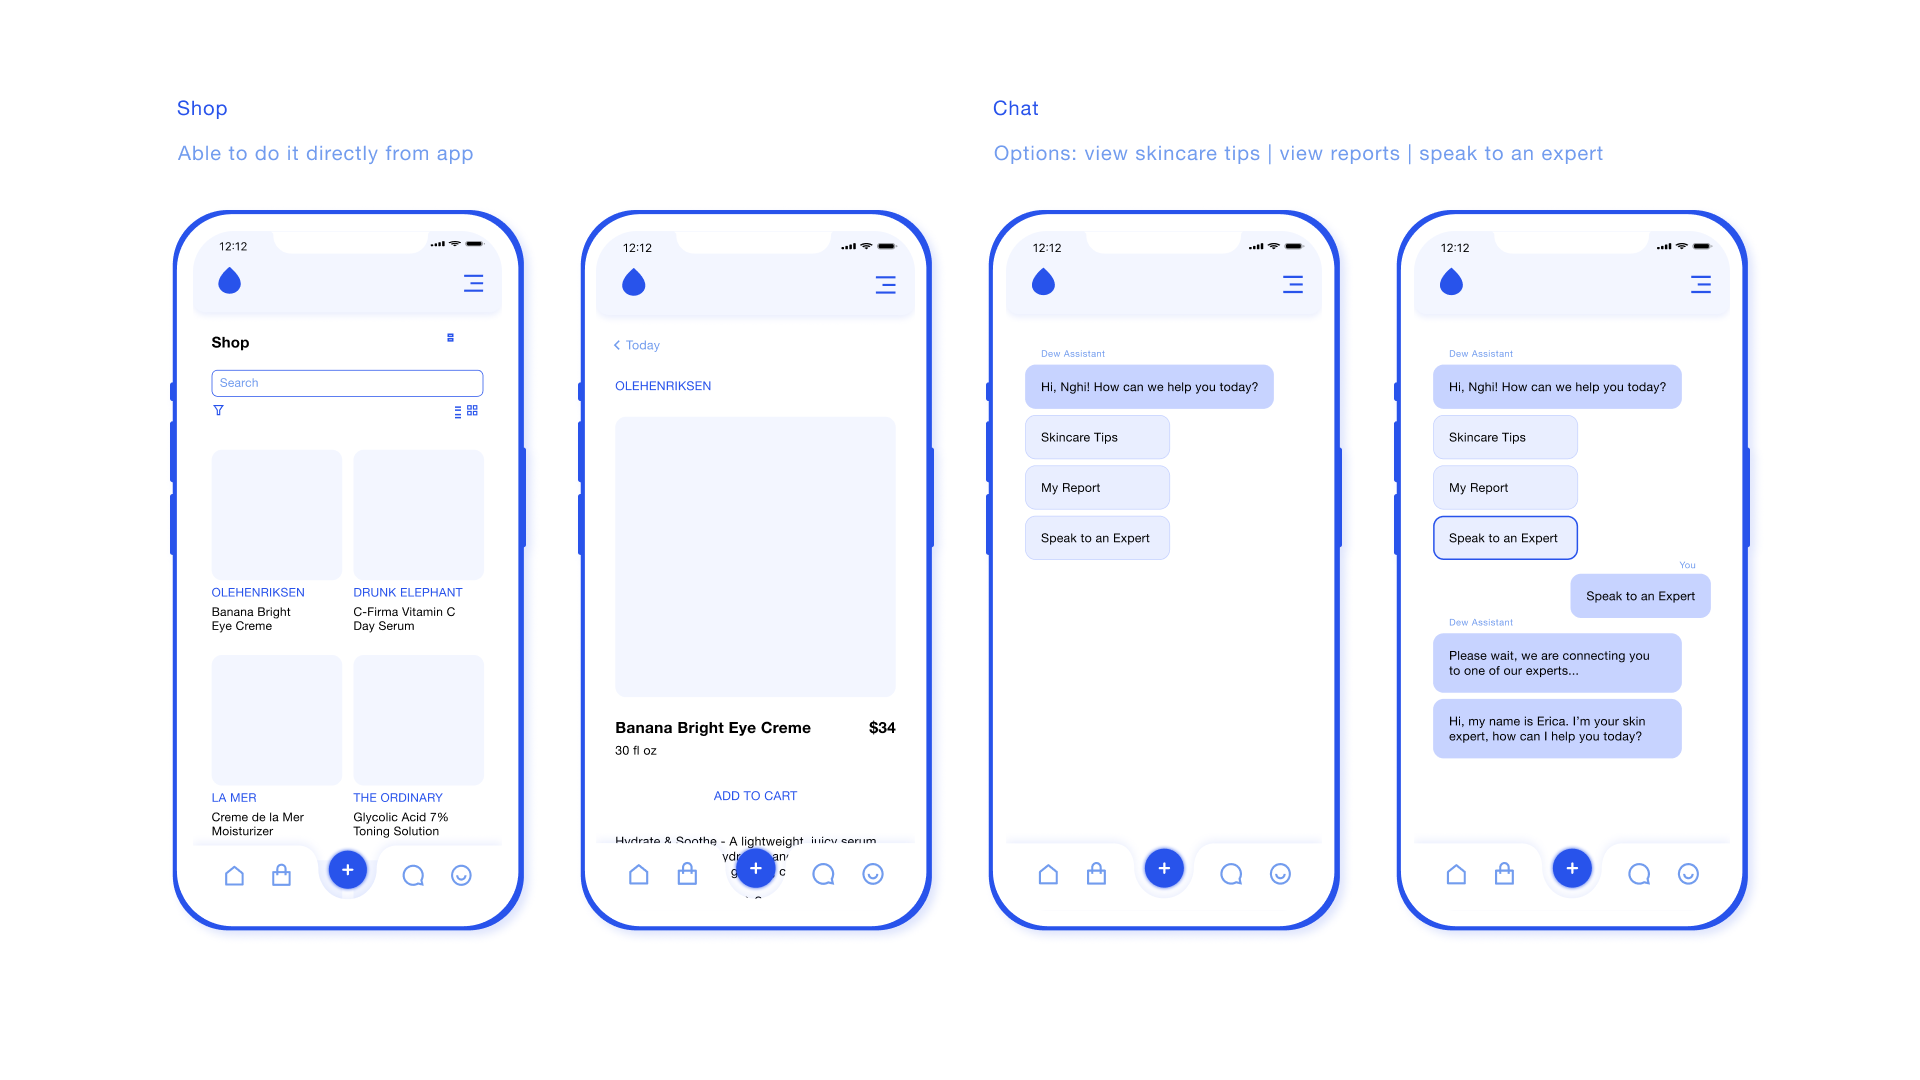 Shop
Able to do it directly from app
12:12
Shop
Search
OLEHENRIKSEN
Banana Bright
Eye Creme
DRUNK ELEPHANT
C-Firma Vitamin C
Day Serum
LA MER
Creme de la Mer
Moisturizer
THE ORDINARY
Glycolic Acid 7%
Toning Solution
12:12
Today
OLEHENRIKSEN
Banana Bright Eye Creme
$34
30 fl oz
ADD TO CART
Hydrate & Soothe - A lightweight, juicy serum
Chat
Options: view skincare tips | view reports | speak to an expert
12:12
Dew Assistant
Hi, Nghi! How can we help you today?
Skincare Tips
My Report
Speak to an Expert
12:12
Dew Assistant
Hi, Nghi! How can we help you today?
Skincare Tips
My Report
Speak to an Expert
You
Speak to an Expert
Dew Assistant
Please wait, we are connecting you
to one of our experts...
Hi, my name is Erica. I’m your skin
expert, how can I help you today?